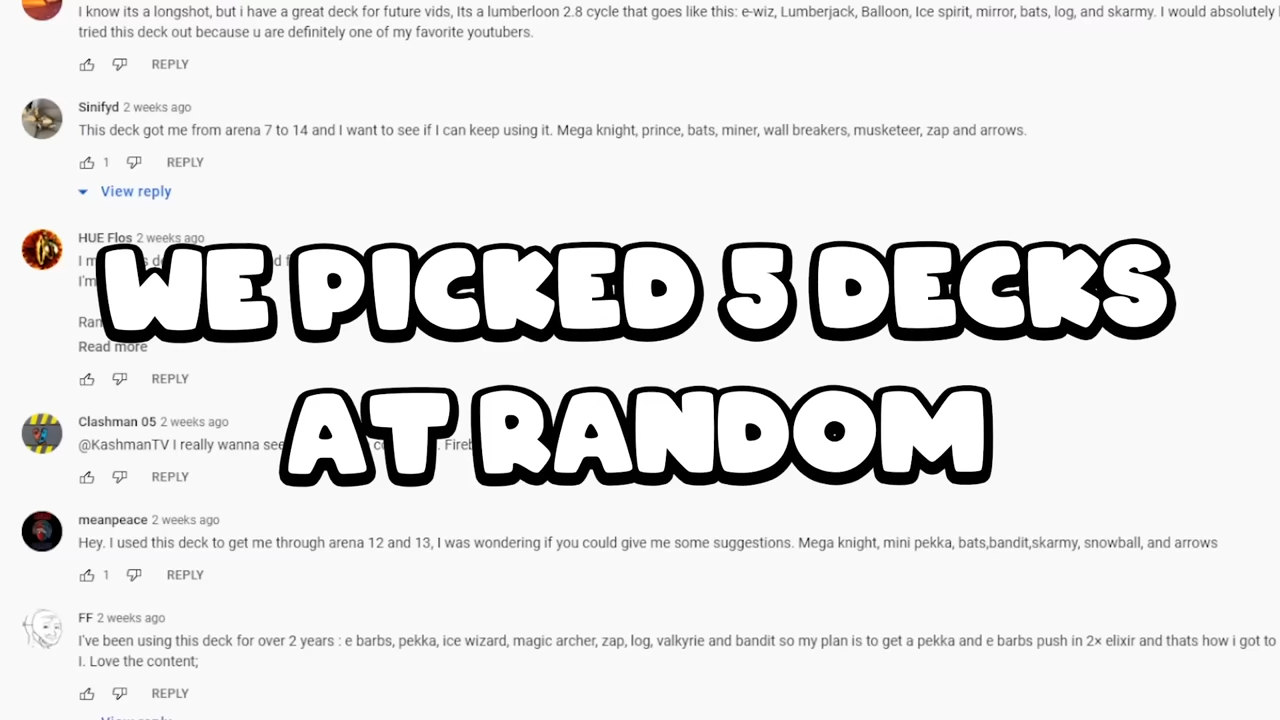 I know its a longshot, but i have a great deck for future vids, Its a lumberloon 2.8 cycle that goes like this: e-wiz, Lumberjack, Balloon, Ice spirit, mirror, bats, log, and skarmy. I would absolutely
tried this deck out because u are definitely one of my favorite youtubers.
REPLY
Sinifyd 2 weeks ago
This deck got me from arena 7 to 14 and I want to see if I can keep using it. Mega knight, prince, bats, miner, wall breakers, musketeer, zap and arrows.
1 REPLY
View reply
HUE Flos 2 weeks ago
WE PICKED 5 DECKS
I'm
Read more
REPLY
AT RANDOM
Clashman 05 2 weeks ago
@KashmanTV I really wanna see
REPLY
meanpeace 2 weeks ago
Hey. I used this deck to get me through arena 12 and 13, I was wondering if you could give me some suggestions. Mega knight, mini pekka, bats,bandit,skarmy, snowball, and arrows
1 REPLY
FF 2 weeks ago
I've been using this deck for over 2 years : e barbs, pekka, ice wizard, magic archer, zap, log, valkyrie and bandit so my plan is to get a pekka and e barbs push in 2× elixir and thats how i got to
I. Love the content;
REPLY
View reply